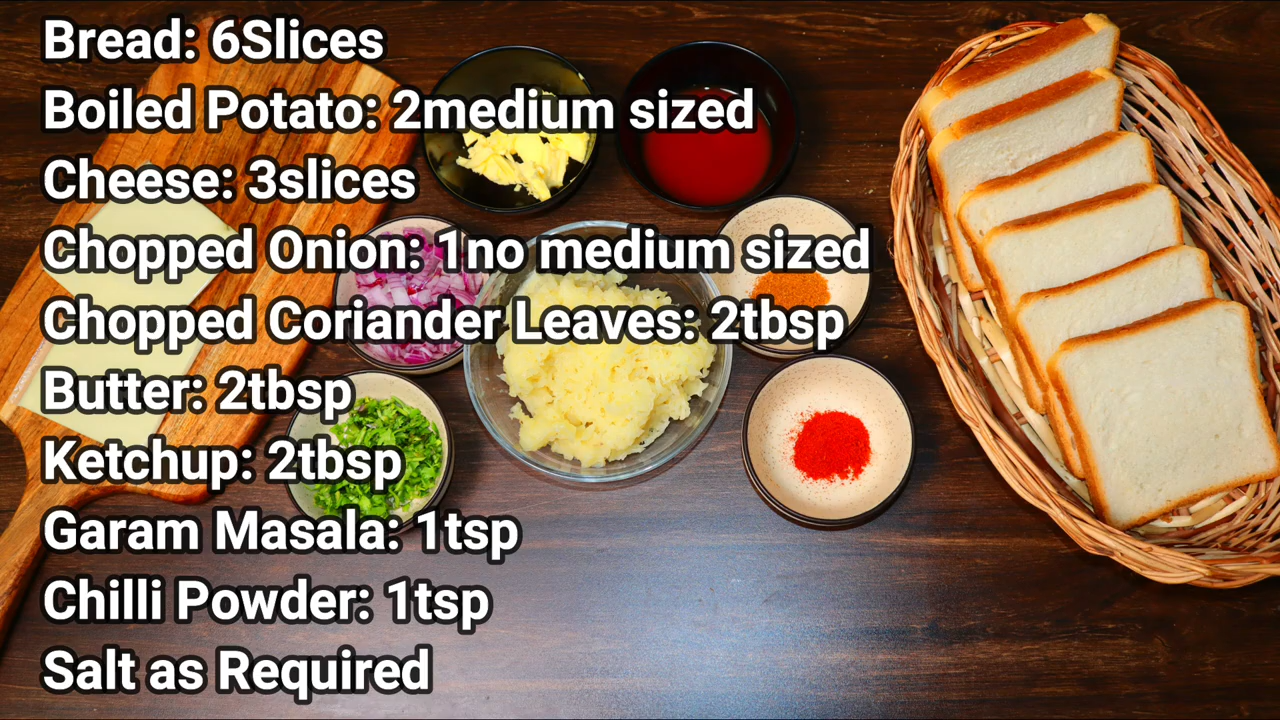 Bread: 6Slices
Boiled Potato: 2medium sized
Cheese: 3slices
Chopped Onion: 1no medium sized
Chopped Coriander Leaves: 2tbsp
Butter: 2tbsp
Ketchup: 2tbsp
Garam Masala: 1tsp
Chilli Powder: 1tsp
Salt as Required